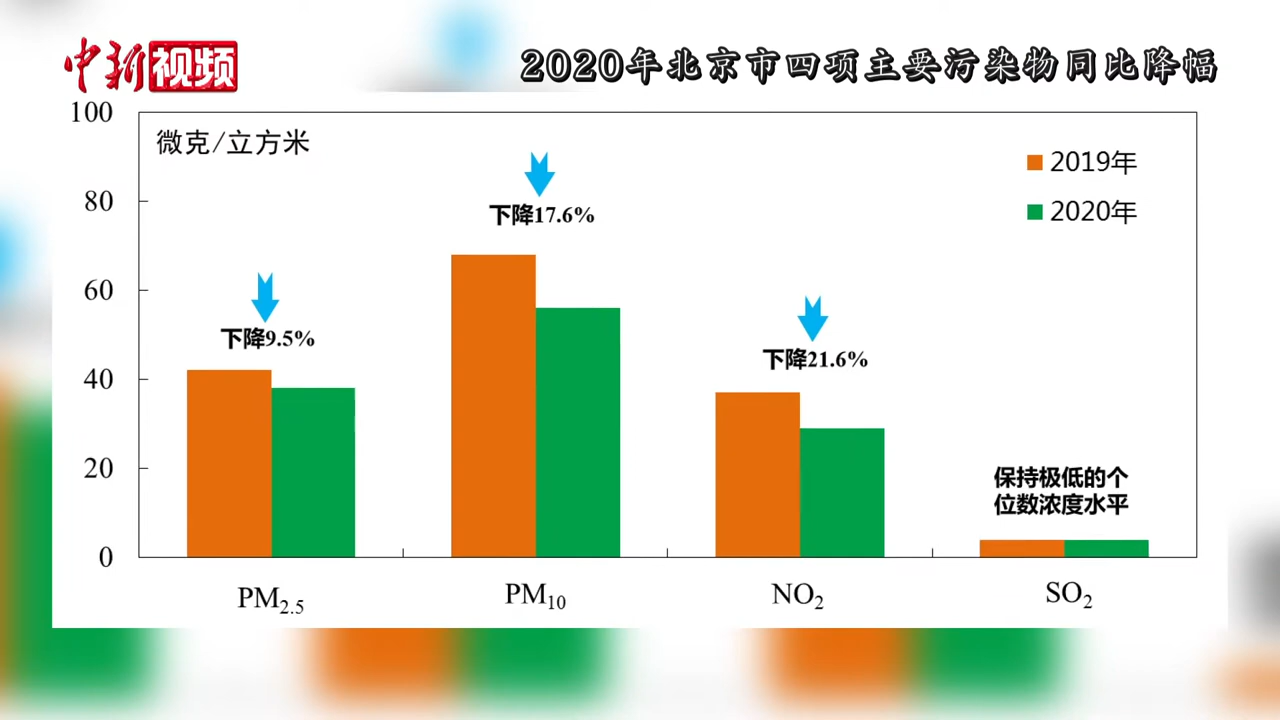 中新视频
2020年北京市四项主要污染物同比降幅
微克/立方米
2019年
2020年
100
80
60
40
20
0
下降9.5%
下降17.6%
下降21.6%
保持极低的个
位数浓度水平
PM2.5
PM10
NO2
SO2